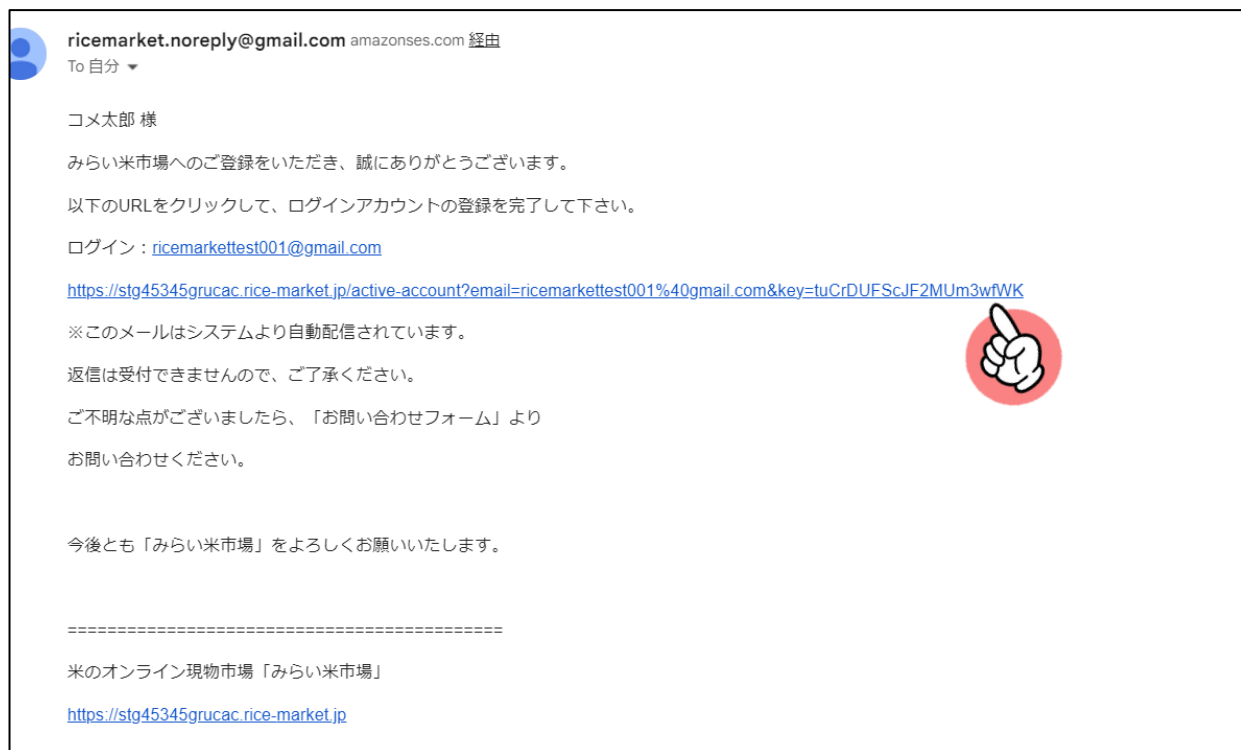 ricemarket.noreply@gmail.com amazonses.com 経由
To 自分
コメ太郎 様
みらい米市場へのご登録をいただき、誠にありがとうございます。
以下のURLをクリックして、ログインアカウントの登録を完了して下さい。
ログイン：ricemarkettest001@gmail.com
https://stg45345grucac.rice-market.jp/active-account?email=ricemarkettest001%40gmail.com&key=tuCrDUFScJF2MUm3wfWK
※このメールはシステムより自動配信されています。
返信は受付できませんので、ご了承ください。
ご不明な点がございましたら、「お問い合わせフォーム」より
お問い合わせください。
今後とも「みらい米市場」をよろしくお願いいたします。
============================================
米のオンライン現物市場「みらい米市場」
https://stg45345grucac.rice-market.jp